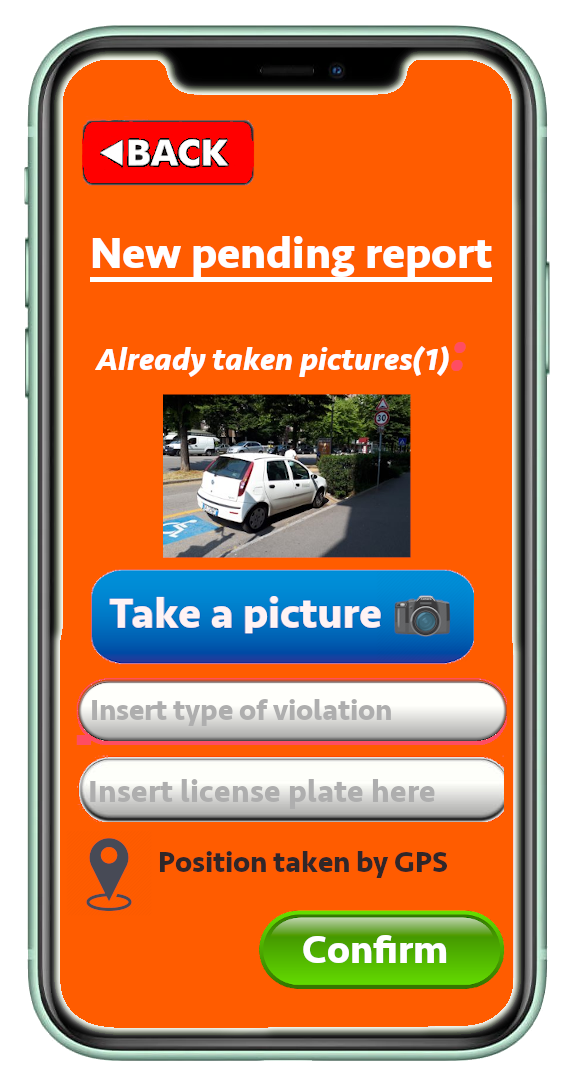 ◀BACK
New pending report
Already taken pictures(1):
30
Take a picture
Insert type of violation
Insert license plate here
Position taken by GPS
Confirm